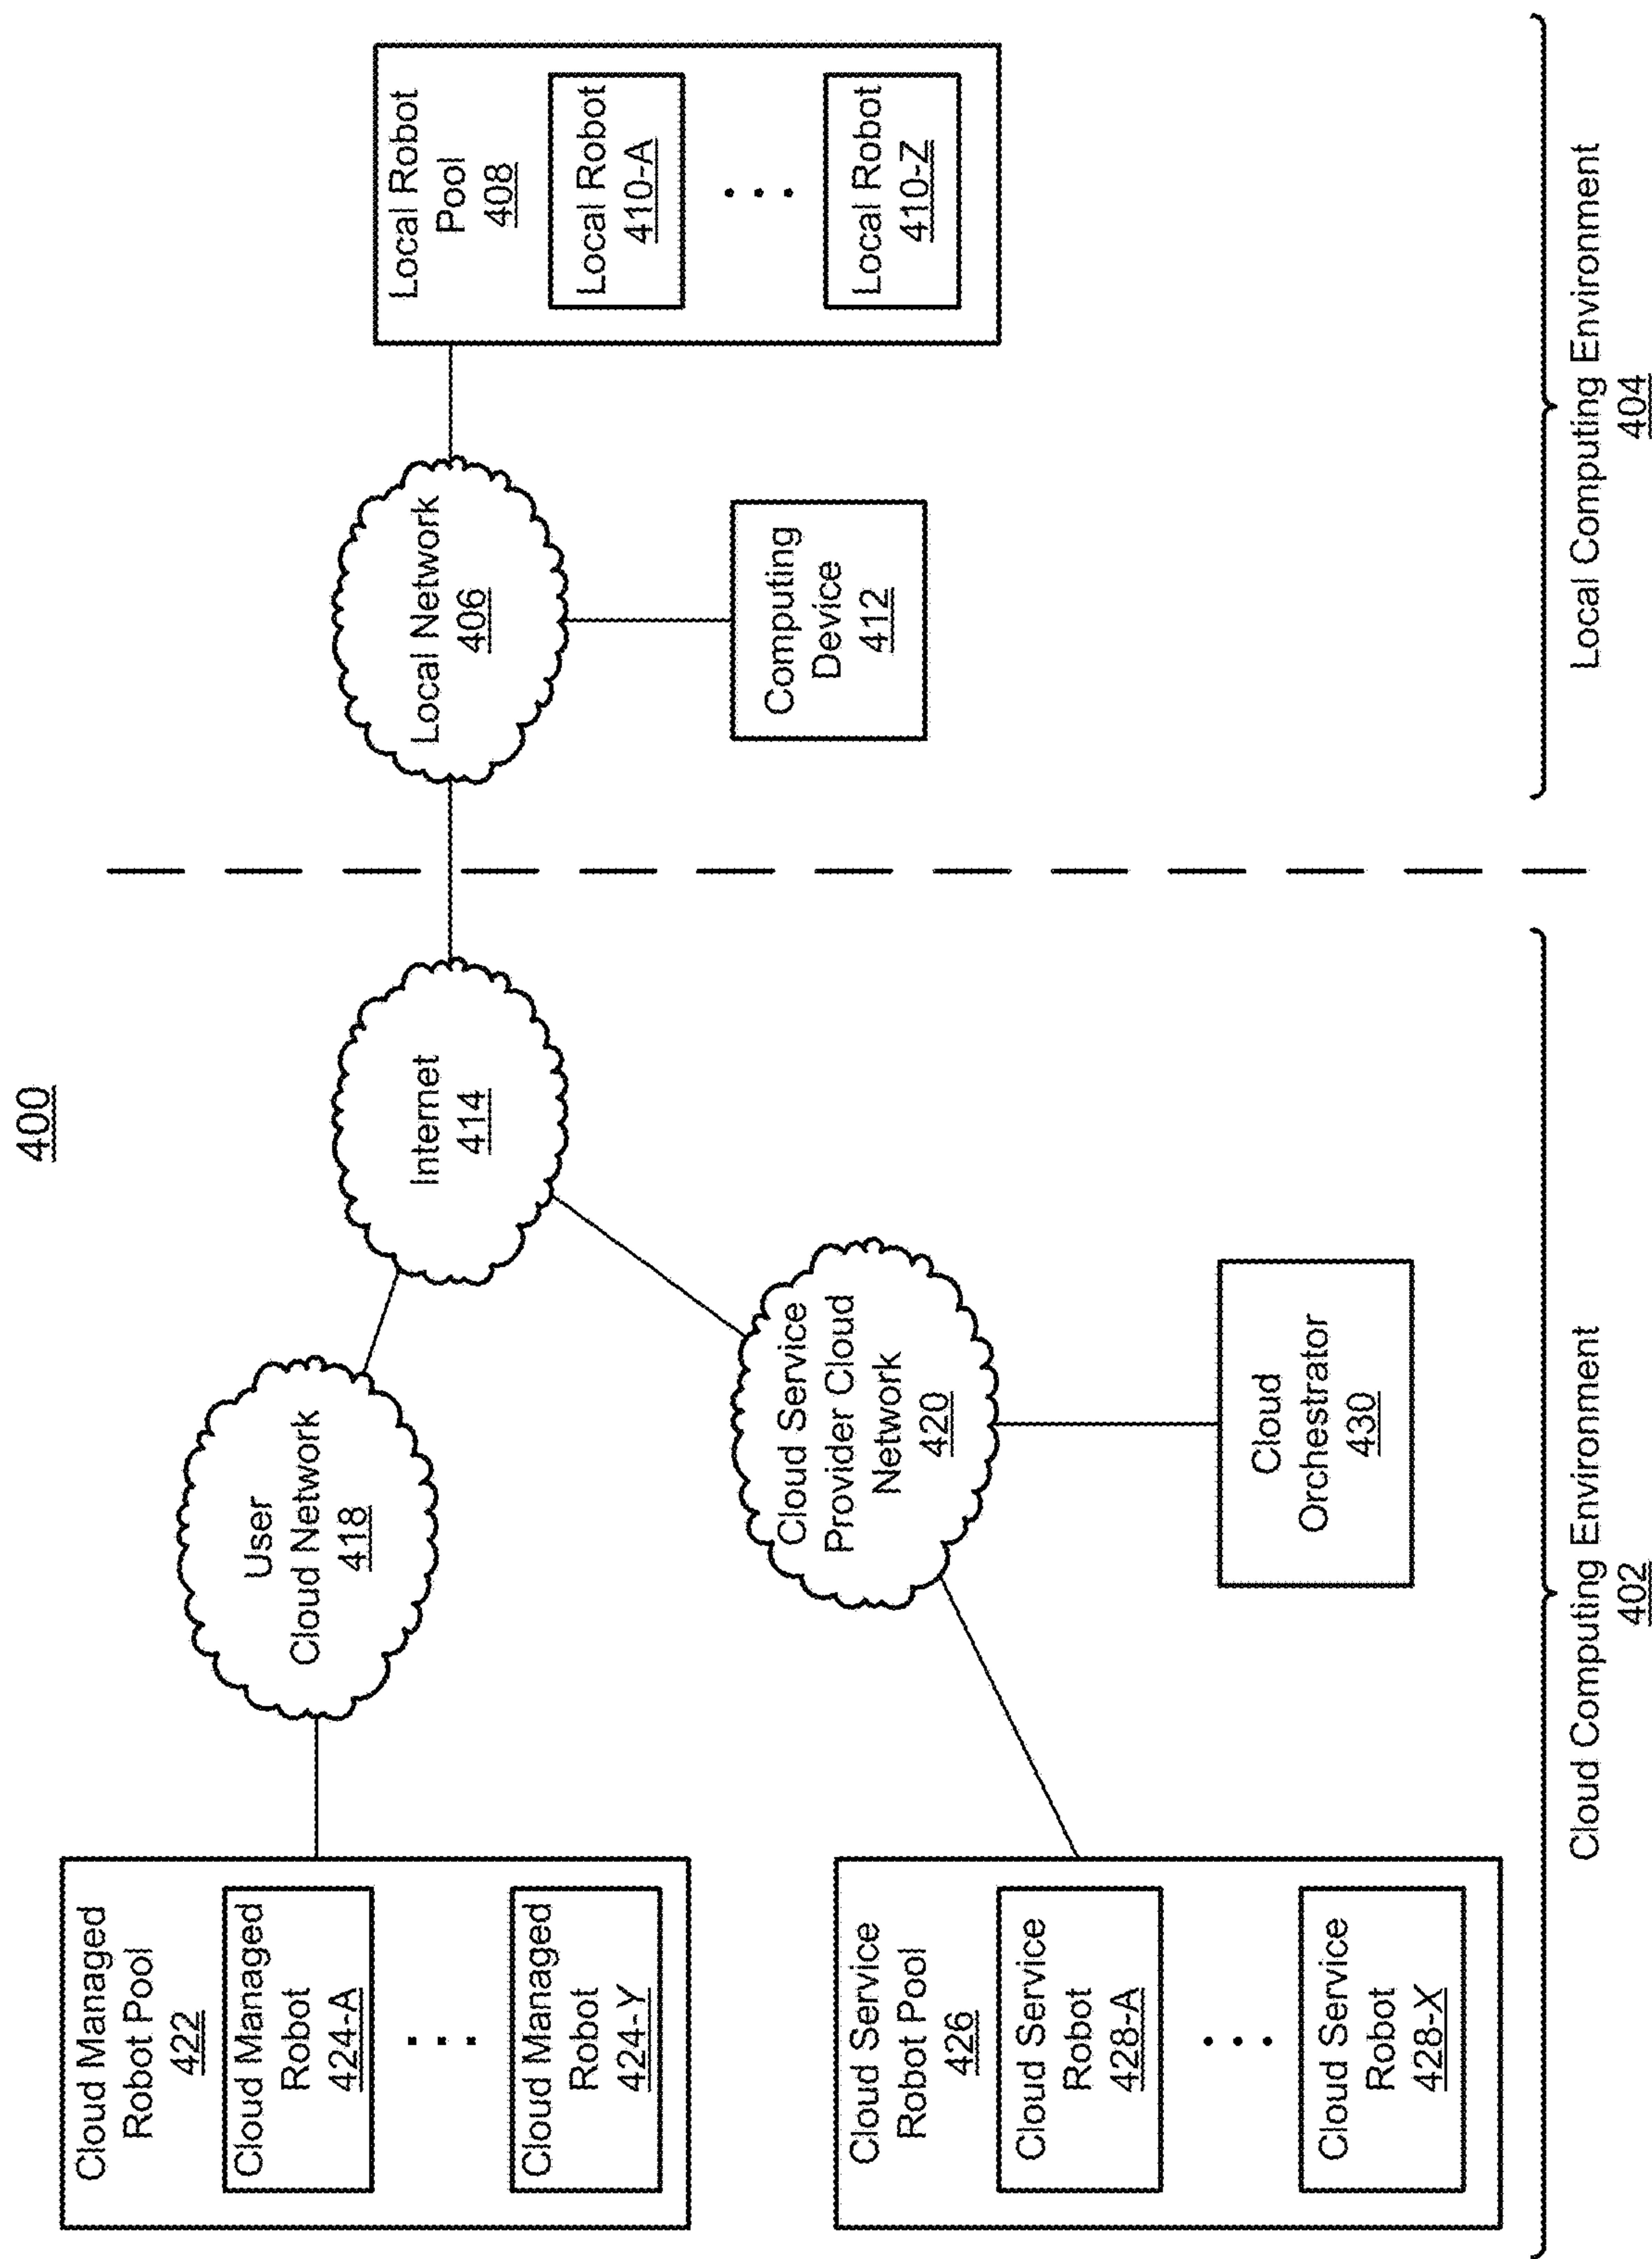 400
Cloud Managed
Robot Pool
422
Cloud Managed
Robot
424-A
Cloud Managed
Robot
424-Y
User
Cloud Network
418
Internet
414
Local Network
406
Local Robot
Pool
408
Local Robot
410-A
Local Robot
410-Z
Computing
Device
412
Cloud Service
Provider Cloud
Network
420
Cloud Service
Robot Pool
426
Cloud Service
Robot
428-A
Cloud Service
Robot
428-X
Cloud
Orchestrator
430
Cloud Computing Environment
402
Local Computing Environment
404